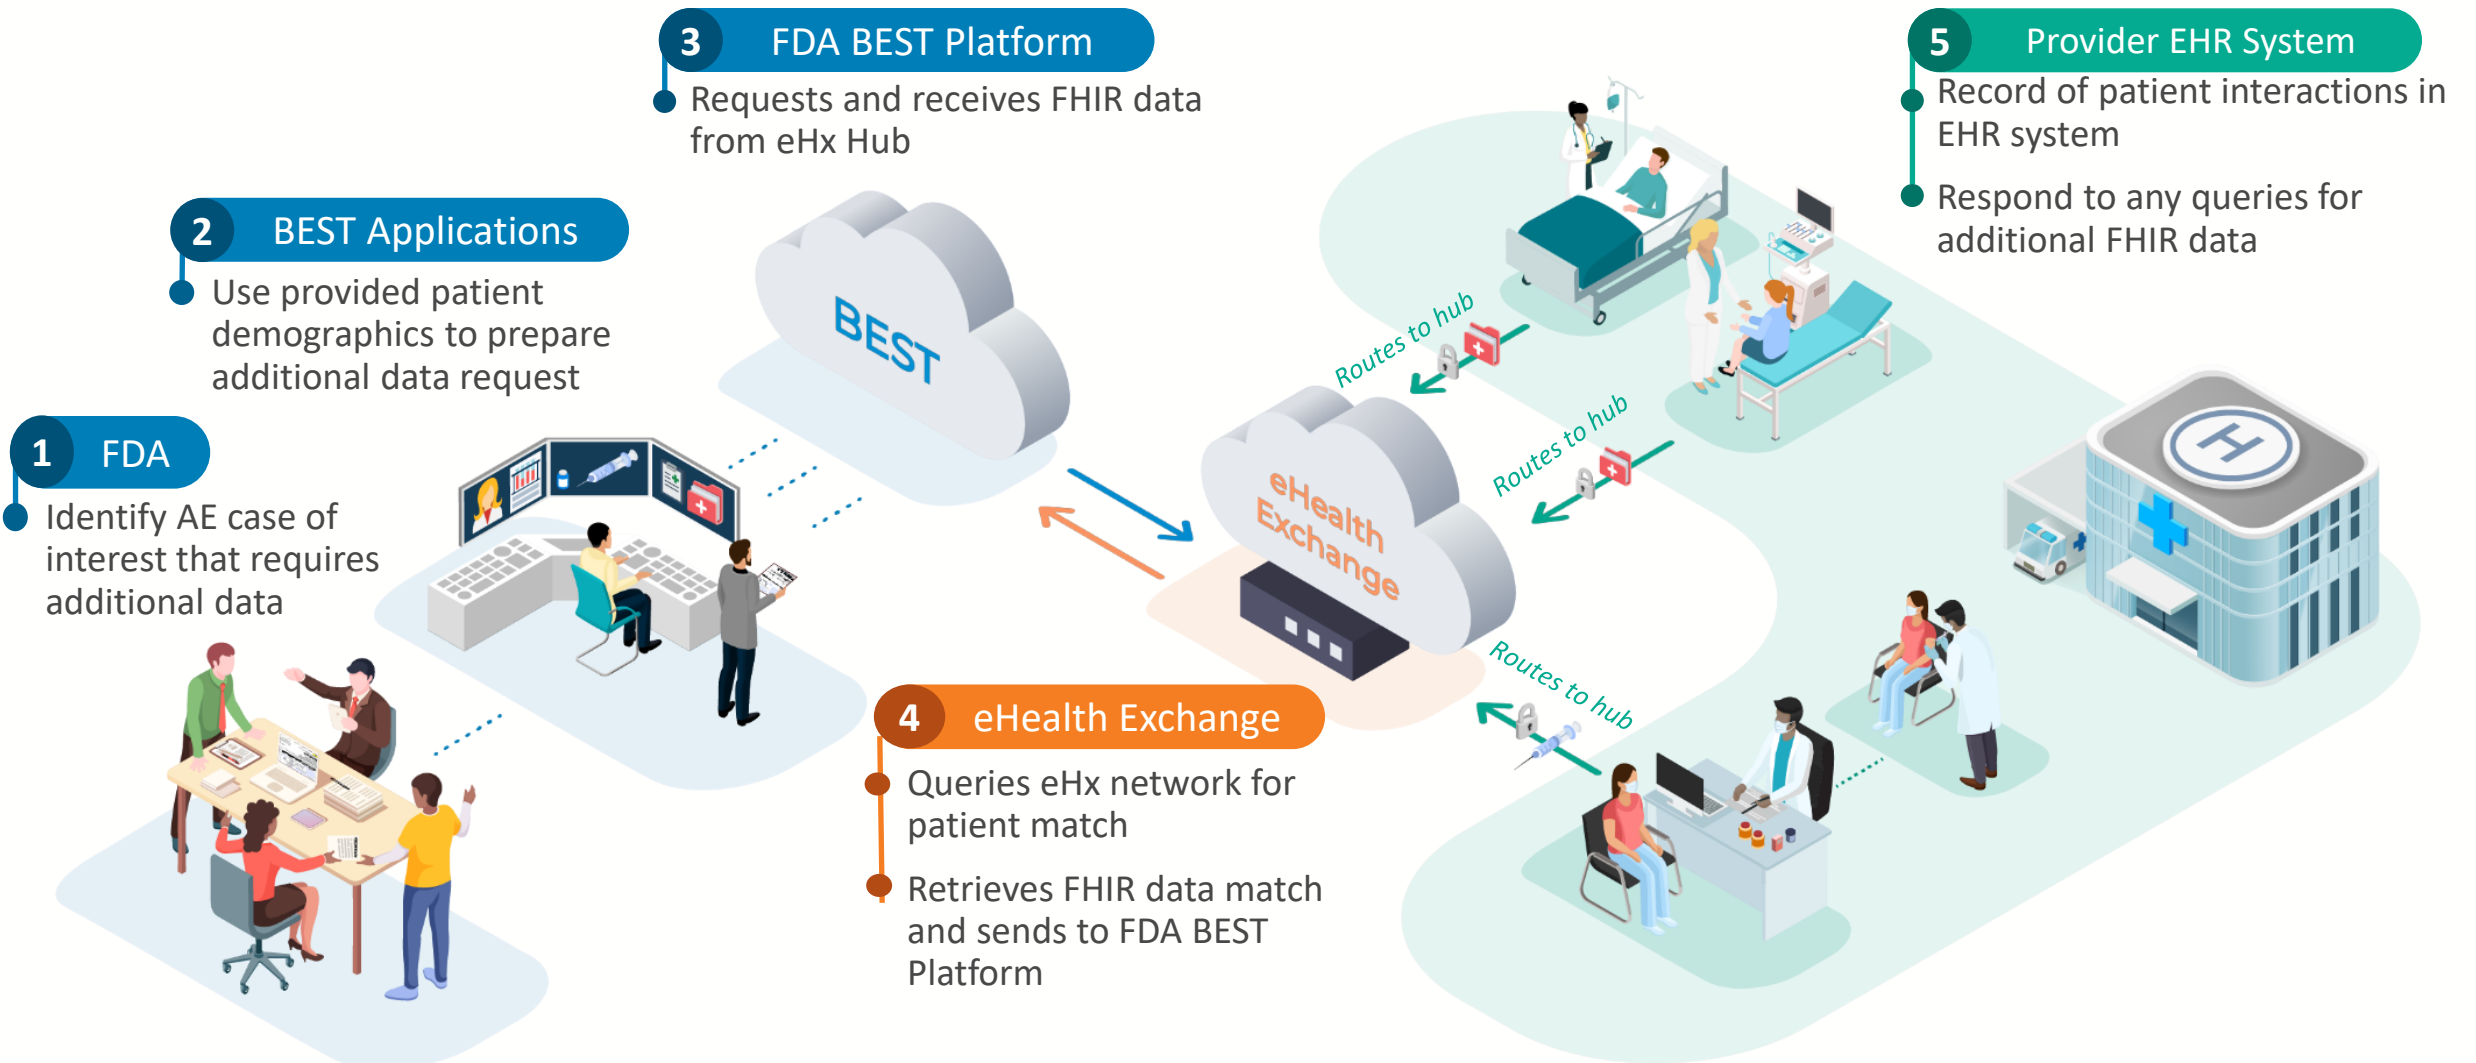 3 FDA BEST Platform
Requests and receives FHIR data
from eHx Hub
5 Provider EHR System
Record of patient interactions in
EHR system
Respond to any queries for
additional FHIR data
2 BEST Applications
Use provided patient
demographics to prepare
additional data request
1 FDA
Identify AE case of
interest that requires
additional data
BEST
eHealth
Exchange
Routes to hub
Routes to hub
Routes to hub
H
4 eHealth Exchange
Queries eHx network for
patient match
Retrieves FHIR data match
and sends to FDA BEST
Platform